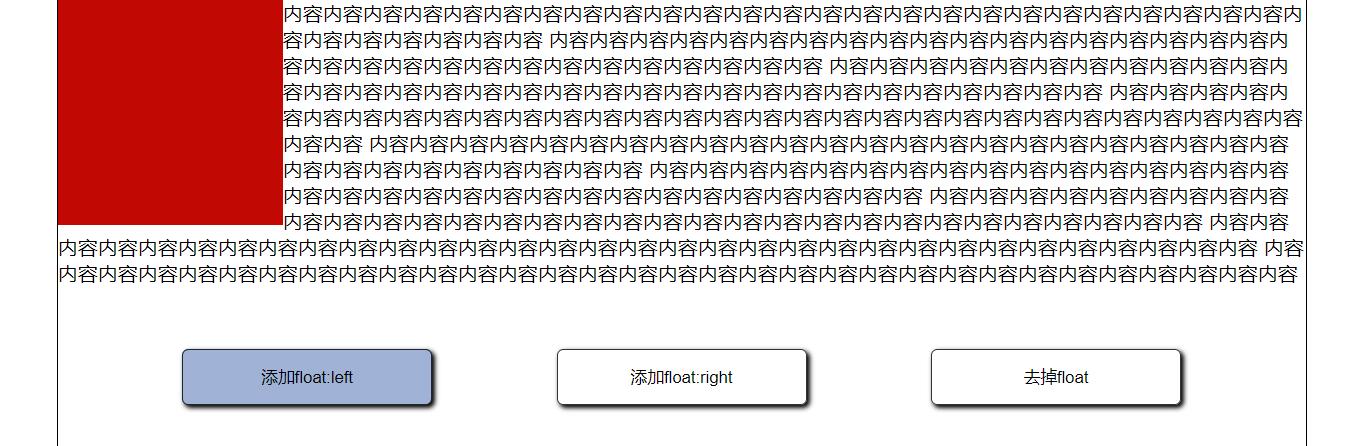 内容内容内容内容内容内容内容内容内容内容内容内容内容内容内容内容内容内容内容内容内容内容内容内容内容内
容内容内容内容内容内容内容 内容内容内容内容内容内容内容内容内容内容内容内容内容内容内容内容内容内容内
容内容内容内容内容内容内容内容内容内容内容内容内容内容 内容内容内容内容内容内容内容内容内容内容内容内
容内容内容内容内容内容内容内容内容内容内容内容内容内容内容内容内容内容内容内容内容 内容内容内容内容内
容内容内容内容内容内容内容内容内容内容内容内容内容内容内容内容内容内容内容内容内容内容内容内容内容内容
内容内容 内容内容内容内容内容内容内容内容内容内容内容内容内容内容内容内容内容内容内容内容内容内容内容
内容内容内容内容内容内容内容内容内容 内容内容内容内容内容内容内容内容内容内容内容内容内容内容内容内容
内容内容内容内容内容内容内容内容内容内容内容内容内容内容内容内容 内容内容内容内容内容内容内容内容内容
内容内容内容内容内容内容内容内容内容内容内容内容内容内容内容内容内容内容内容内容内容内容内容 内容内容
内容内容内容内容内容内容内容内容内容内容内容内容内容内容内容内容内容内容内容内容内容内容内容内容内容内容内容内容内容内容 内容
内容内容内容内容内容内容内容内容内容内容内容内容内容内容内容内容内容内容内容内容内容内容内容内容内容内容内容内容内容内容内容
添加float:left
添加float:right
去掉float